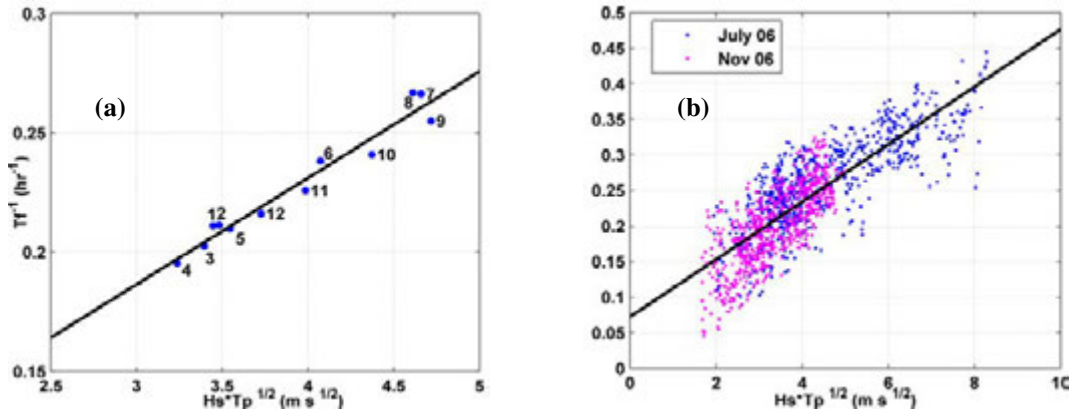 0.3
0.25
0.2
0.15
Tf-1 (hr-1)
(a)
8 7
9
6
10
11
12
12
5
3
4
2.5 3 3.5 4 4.5 5
Hs*Tp 1/2 (m s 1/2)
0.5
0.45
0.4
0.35
0.3
0.25
0.2
0.15
0.1
0.05
0
July 06
Nov 06
(b)
0 2 4 6 8 10
Hs*Tp 1/2 (m s 1/2)